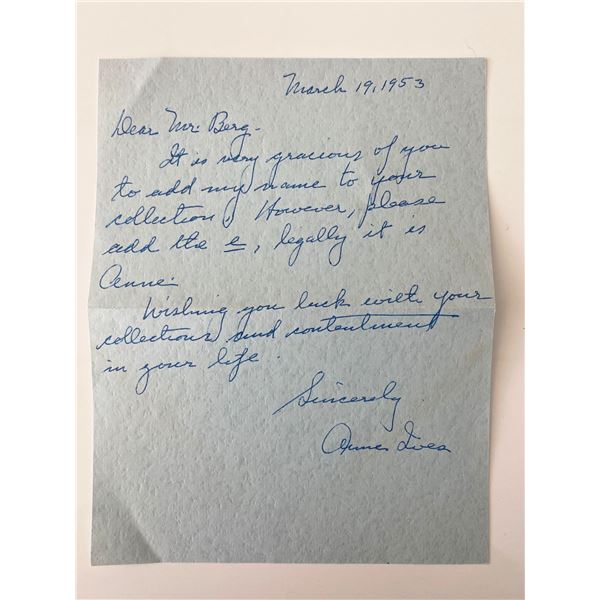 March 19, 1953
Dear Mr. Berg-
It is very gracious of you
to add my name to your
collection. However, please
add the e, legally it is
Anne.
Wishing you luck with your
collections and contentment
in your life.
Sincerely
Anne Ives